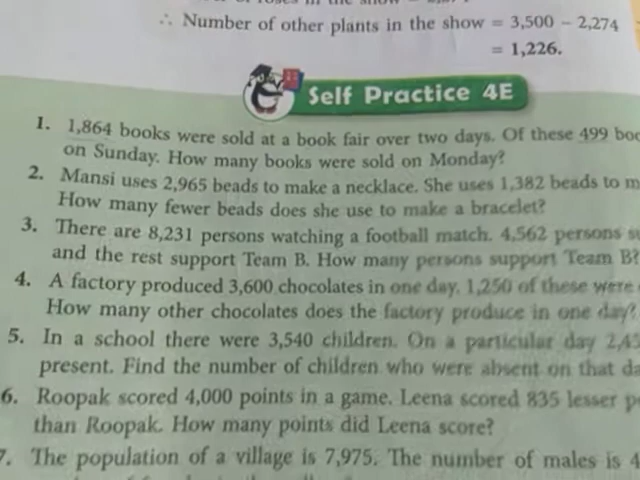 ∴ Number of other plants in the show = 3,500 − 2,274
= 1,226.
Self Practice 4E
1. 1,864 books were sold at a book fair over two days. Of these 499
on Sunday. How many books were sold on Monday?
2. Mansi uses 2,965 beads to make a necklace. She uses 1,382 beads to
How many fewer beads does she use to make a bracelet?
3. There are 8,231 persons watching a football match. 4,562 persons
and the rest support Team B. How many persons support Team B?
4. A factory produced 3,600 chocolates in one day. 1,250 of these were
How many other chocolates does the factory produce in one day?
5. In a school there were 3,540 children. On a particular day
present. Find the number of children who were absent on that
6. Roopak scored 4,000 points in a game. Leena scored 835 lesser
than Roopak. How many points did Leena score?
7. The population of a village is 7,975. The number of males is